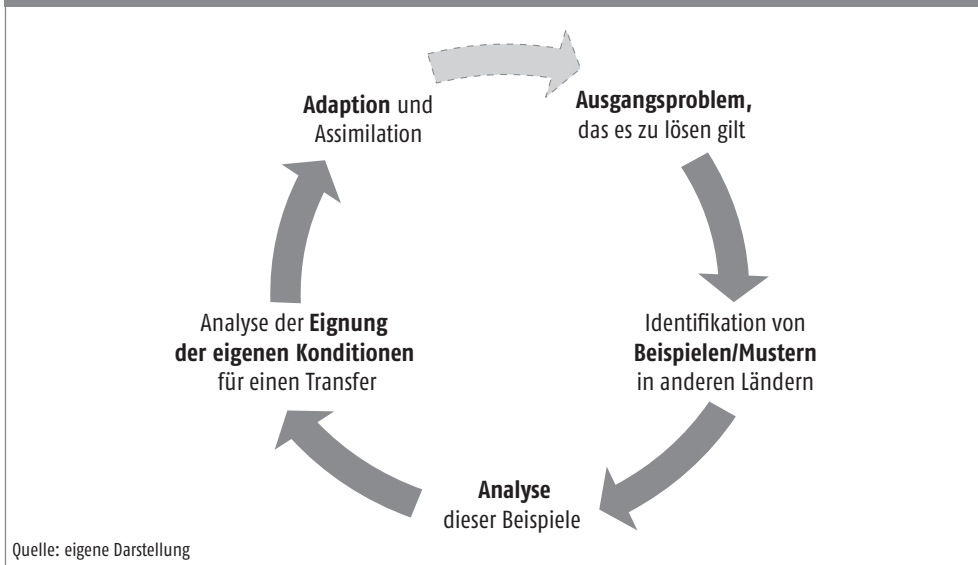 Adaption und
Assimilation
Ausgangsproblem,
das es zu lösen gilt
Identifikation von
Beispielen/Mustern
in anderen Ländern
Analyse
dieser Beispiele
Analyse der Eignung
der eigenen Konditionen
für einen Transfer
Quelle: eigene Darstellung